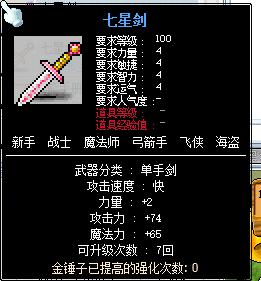 七星剑
要求等级： 100
要求力量： 4
要求敏捷： 4
要求智力： 4
要求运气： 4
要求人气度： -
道具等级： -
道具经验值： -
新手 战士 魔法师 弓箭手 飞侠 海盗
武器分类 : 单手剑
攻击速度 : 快
力量 : +2
攻击力 : +74
魔法力 : +65
可升级次数 : 7回
金锤子已提高的强化次数: 0